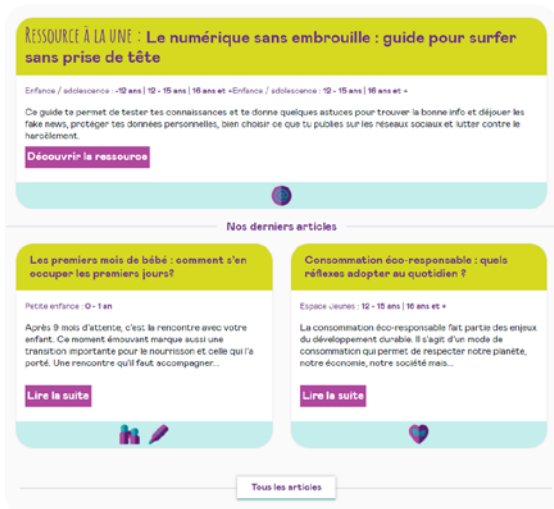 Ressource à la une : Le numérique sans embrouille : guide pour surfer
sans prise de tête
Enfance / adolescence : -12 ans | 12 - 15 ans | 16 ans et +Enfance / adolescence : 12 - 15 ans | 16 ans et +
Ce guide te permet de tester tes connaissances et te donne quelques astuces pour trouver la bonne info et déjouer les
fake news, protéger tes données personnelles, bien choisir ce que tu publies sur les réseaux sociaux et lutter contre le
harcèlement.
Découvrir la ressource
Nos derniers articles
Les premiers mois de bébé : comment s'en
occuper les premiers jours?
Petite enfance : 0 - 1 an
Après 9 mois d'attente, c'est la rencontre avec votre
enfant. Ce moment émouvant marque aussi une
transition importante pour le nourrisson et celle qui l'a
porté. Une rencontre qu'il faut accompagner...
Lire la suite
Consommation éco-responsable : quels
réflexes adopter au quotidien ?
Espace Jeunes : 12 - 15 ans | 16 ans et +
La consommation éco-responsable fait partie des enjeux
du développement durable. Il s'agit d'un mode de
consommation qui permet de respecter notre planète,
notre économie, notre société mais...
Lire la suite
Tous les articles